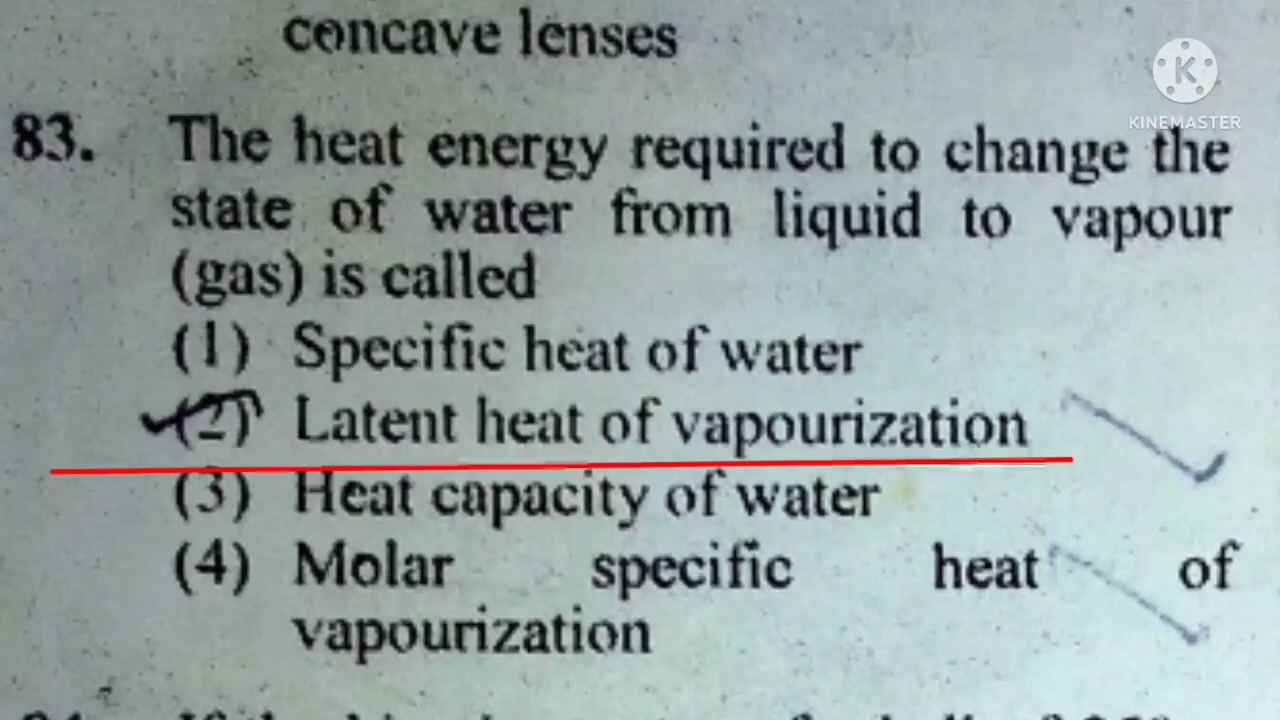 concave lenses
K
KINEMASTER
83. The heat energy required to change the
state of water from liquid to vapour
(gas) is called
(1) Specific heat of water
(2) Latent heat of vapourization
(3) Heat capacity of water
(4) Molar specific heat of
vapourization